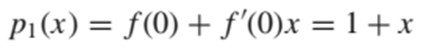 p₁(x) = f(0) + f′(0)x = 1 + x